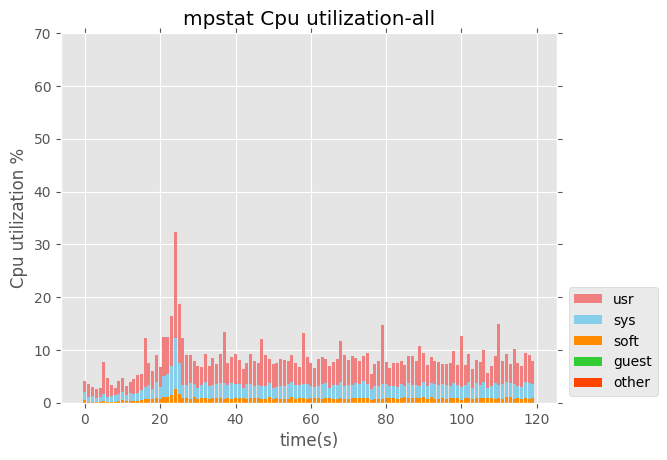 mpstat Cpu utilization-all
70
60
50
40
30
20
10
0
Cpu utilization %
0 20 40 60 80 100 120
time(s)
usr
sys
soft
guest
other